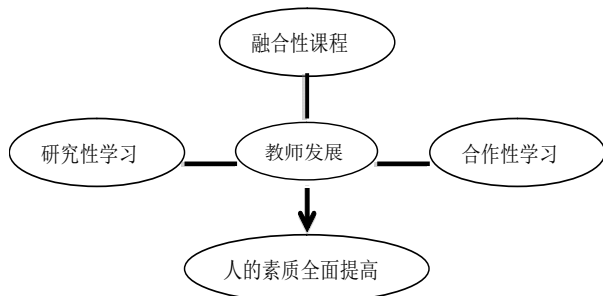 融合性课程
研究性学习
教师发展
合作性学习
人的素质全面提高